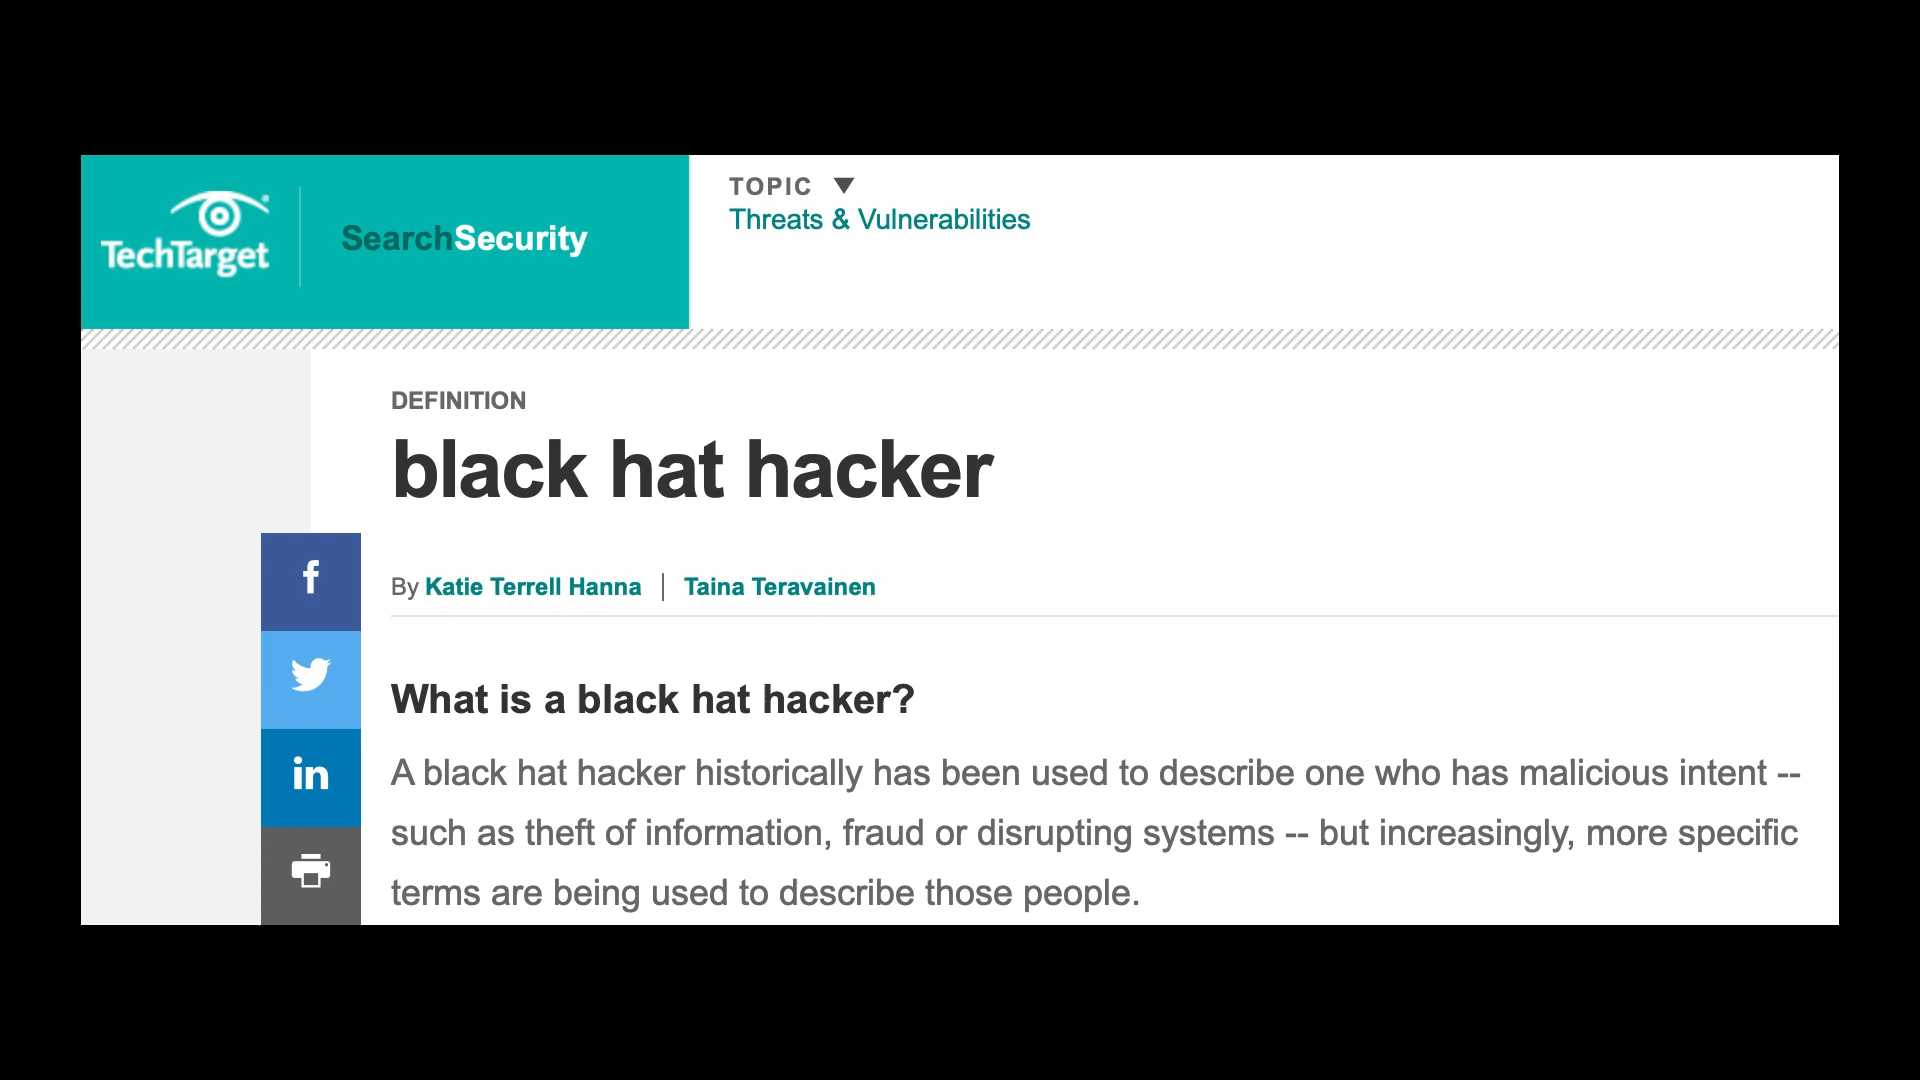 TechTarget
SearchSecurity
TOPIC ▼
Threats & Vulnerabilities
DEFINITION
black hat hacker
f
By Katie Terrell Hanna | Taina Teravainen
What is a black hat hacker?
in
A black hat hacker historically has been used to describe one who has malicious intent --
such as theft of information, fraud or disrupting systems -- but increasingly, more specific
terms are being used to describe those people.